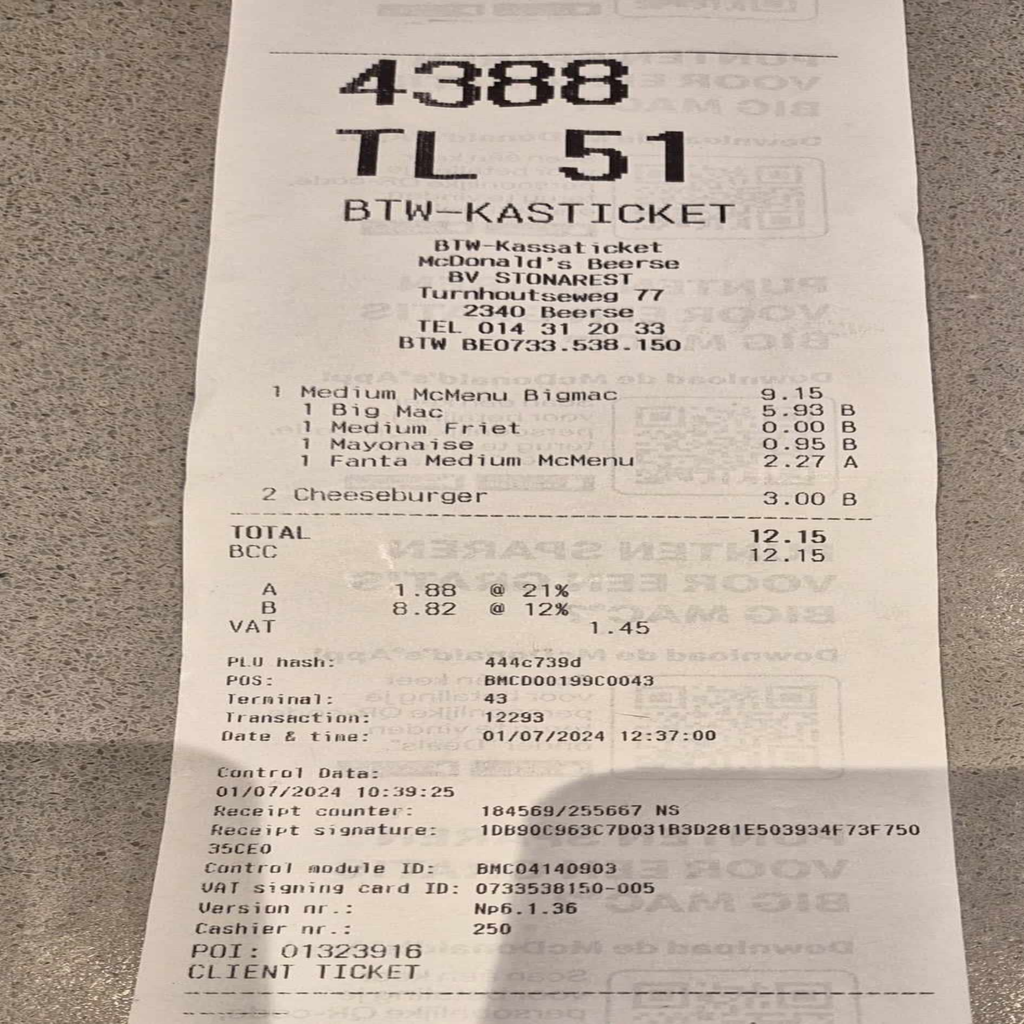 4388
TL 51
BTW-KASTICKET
BTW-Kassaticket
McDonald's Beerse
BV STONAREST
Turnhoutseweg 77
2340 Beerse
TEL 014 31 20 33
BTW BE0733.538.150
1 Medium McMenu Bigmac 9.15
1 Big Mac 5.93 B
1 Medium Friet 0.00 B
1 Mayonaise 0.95 B
1 Fanta Medium McMenu 2.27 A
2 Cheeseburger 3.00 B
TOTAL 12.15
BCC 12.15
A 1.88 @ 21%
B 8.82 @ 12%
VAT 1.45
PLU hash: 444c739d
POS: BMCD00199C0043
Terminal: 43
Transaction: 12293
Date & time: 01/07/2024 12:37:00
Control Data:
01/07/2024 10:39:25
Receipt counter: 184569/255667 NS
Receipt signature: 1DB90C963C7D031B3D281E503934F73F750
35CE0
Control module ID: BMC04140903
VAT signing card ID: 0733538150-005
Version nr.: Np6.1.36
Cashier nr.: 250
POI: 01323916
CLIENT TICKET